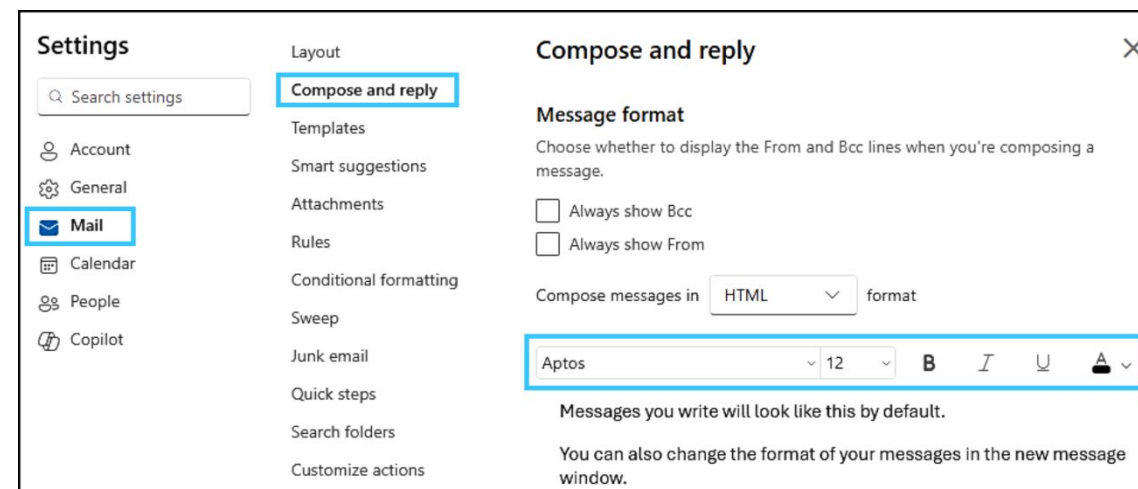 Settings
Search settings
Account
General
Mail
Calendar
People
Copilot
Layout
Compose and reply
Templates
Smart suggestions
Attachments
Rules
Conditional formatting
Sweep
Junk email
Quick steps
Search folders
Customize actions
Compose and reply
Message format
Choose whether to display the From and Bcc lines when you're composing a
message.
Always show Bcc
Always show From
Compose messages in HTML format
Aptos 12 B I U A
Messages you write will look like this by default.
You can also change the format of your messages in the new message
window.